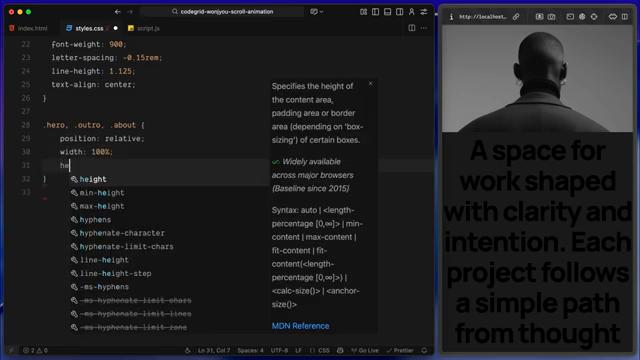 codegrid-wonjyou-scroll-animation
http://localhost...
index.html
styles.css
script.js
22 font-weight: 900;
23 letter-spacing: -0.15rem;
24 line-height: 1.125;
25 text-align: center;
26 }
27
28 .hero, .outro, .about {
29 position: relative;
30 width: 100%;
31 he
32 }
33
height
min-height
max-height
hyphens
hyphenate-character
hyphenate-limit-chars
line-height
line-height-step
-ms-hyphens
-ms-hyphenate-limit-chars
-ms-hyphenate-limit-lines
-ms-hyphenate-limit-zone
Specifies the height of
the content area,
padding area or border
area (depending on 'box-
sizing') of certain boxes.
Widely available
across major browsers
(Baseline since 2015)
Syntax: auto | <length-
percentage [0,∞]> | min-
content | max-content |
fit-content | fit-
content(<length-
percentage [0,∞]>) |
<calc-size()> | <anchor-
size()>
MDN Reference
A space for
work shaped
with clarity and
intention. Each
project follows
a simple path
from thought
2 0
Ln 31, Col 7
Spaces: 4
UTF-8
LF
{} CSS
Go Live
Prettier